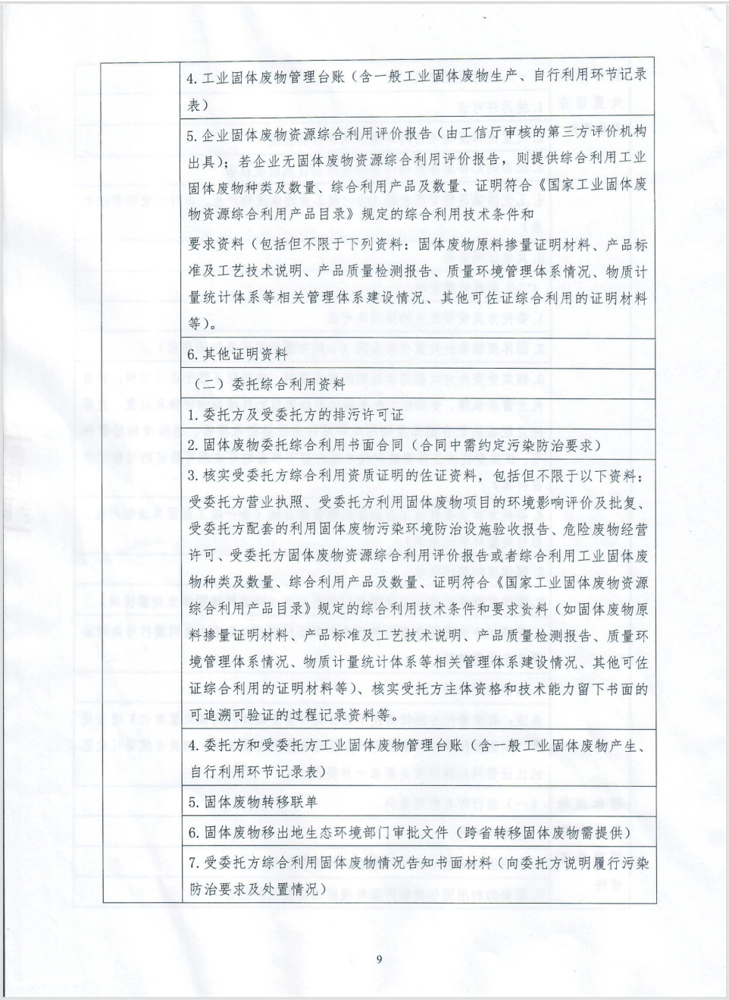 4.工业固体废物管理台账（含一般工业固体废物生产、自行利用环节记录
表）
5.企业固体废物资源综合利用评价报告（由工信厅审核的第三方评价机构
出具）；若企业无固体废物资源综合利用评价报告，则提供综合利用工业
固体废物种类及数量、综合利用产品及数量、证明符合《国家工业固体废
物资源综合利用产品目录》规定的综合利用技术条件和
要求资料（包括但不限于下列资料：固体废物原料掺量证明材料、产品标
准及工艺技术说明、产品质量检测报告、质量环境管理体系情况、物质计
量统计体系等相关管理体系建设情况、其他可佐证综合利用的证明材料
等）。
6.其他证明资料
（二）委托综合利用资料
1.委托方及受委托方的排污许可证
2.固体废物委托综合利用书面合同（合同中需约定污染防治要求）
3.核实受委托方综合利用资质证明的佐证资料，包括但不限于以下资料：
受委托方营业执照、受委托方利用固体废物项目的环境影响评价及批复、
受委托方配套的利用固体废物污染环境防治设施验收报告、危险废物经营
许可、受委托方固体废物资源综合利用评价报告或者综合利用工业固体废
物种类及数量、综合利用产品及数量、证明符合《国家工业固体废物资源
综合利用产品目录》规定的综合利用技术条件和要求资料（如固体废物原
料掺量证明材料、产品标准及工艺技术说明、产品质量检测报告、质量环
境管理体系情况、物质计量统计体系等相关管理体系建设情况、其他可佐
证综合利用的证明材料等）、核实受托方主体资格和技术能力留下书面的
可追溯可验证的过程记录资料等。
4.委托方和受委托方工业固体废物管理台账（含一般工业固体废物产生、
自行利用环节记录表）
5.固体废物转移联单
6.固体废物移出地生态环境部门审批文件（跨省转移固体废物需提供）
7.受委托方综合利用固体废物情况告知书面材料（向委托方说明履行污染
防治要求及处置情况）
9